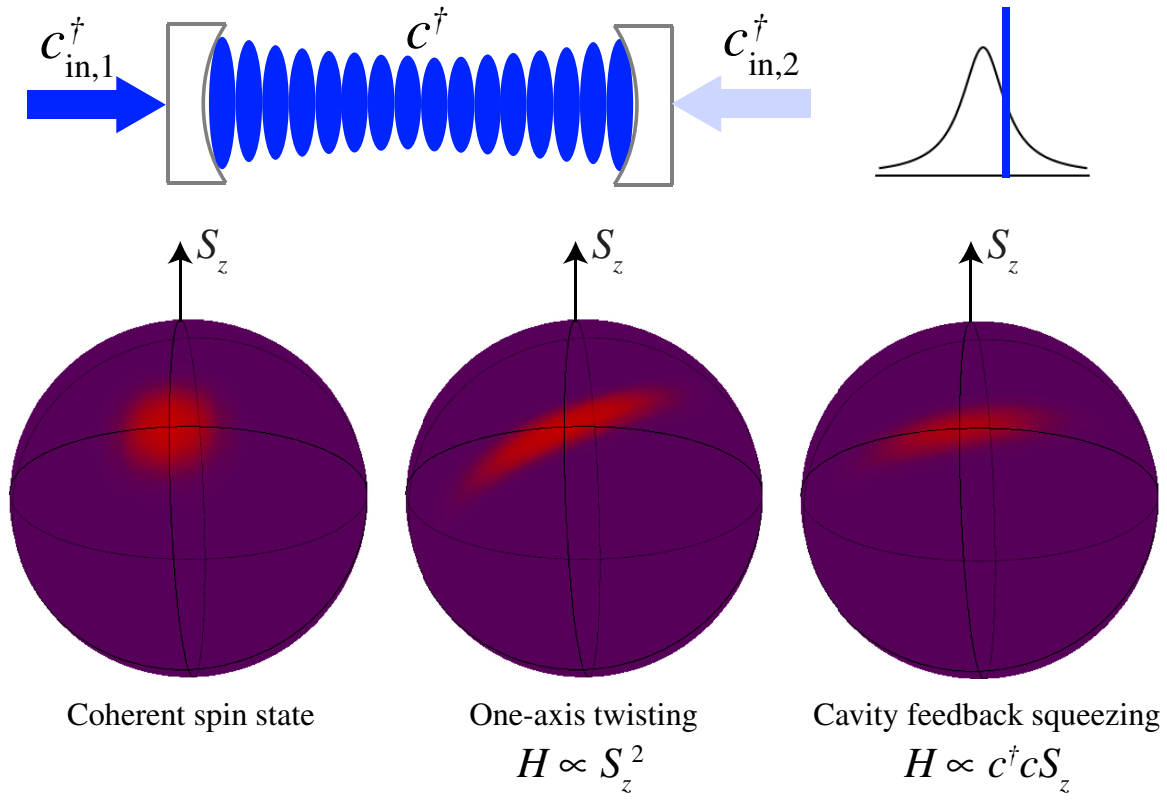 c†in,1
c†
c†in,2
Sz
Sz
Sz
Coherent spin state
One-axis twisting
Cavity feedback squeezing
H ∝ Sz2
H ∝ c†cSz